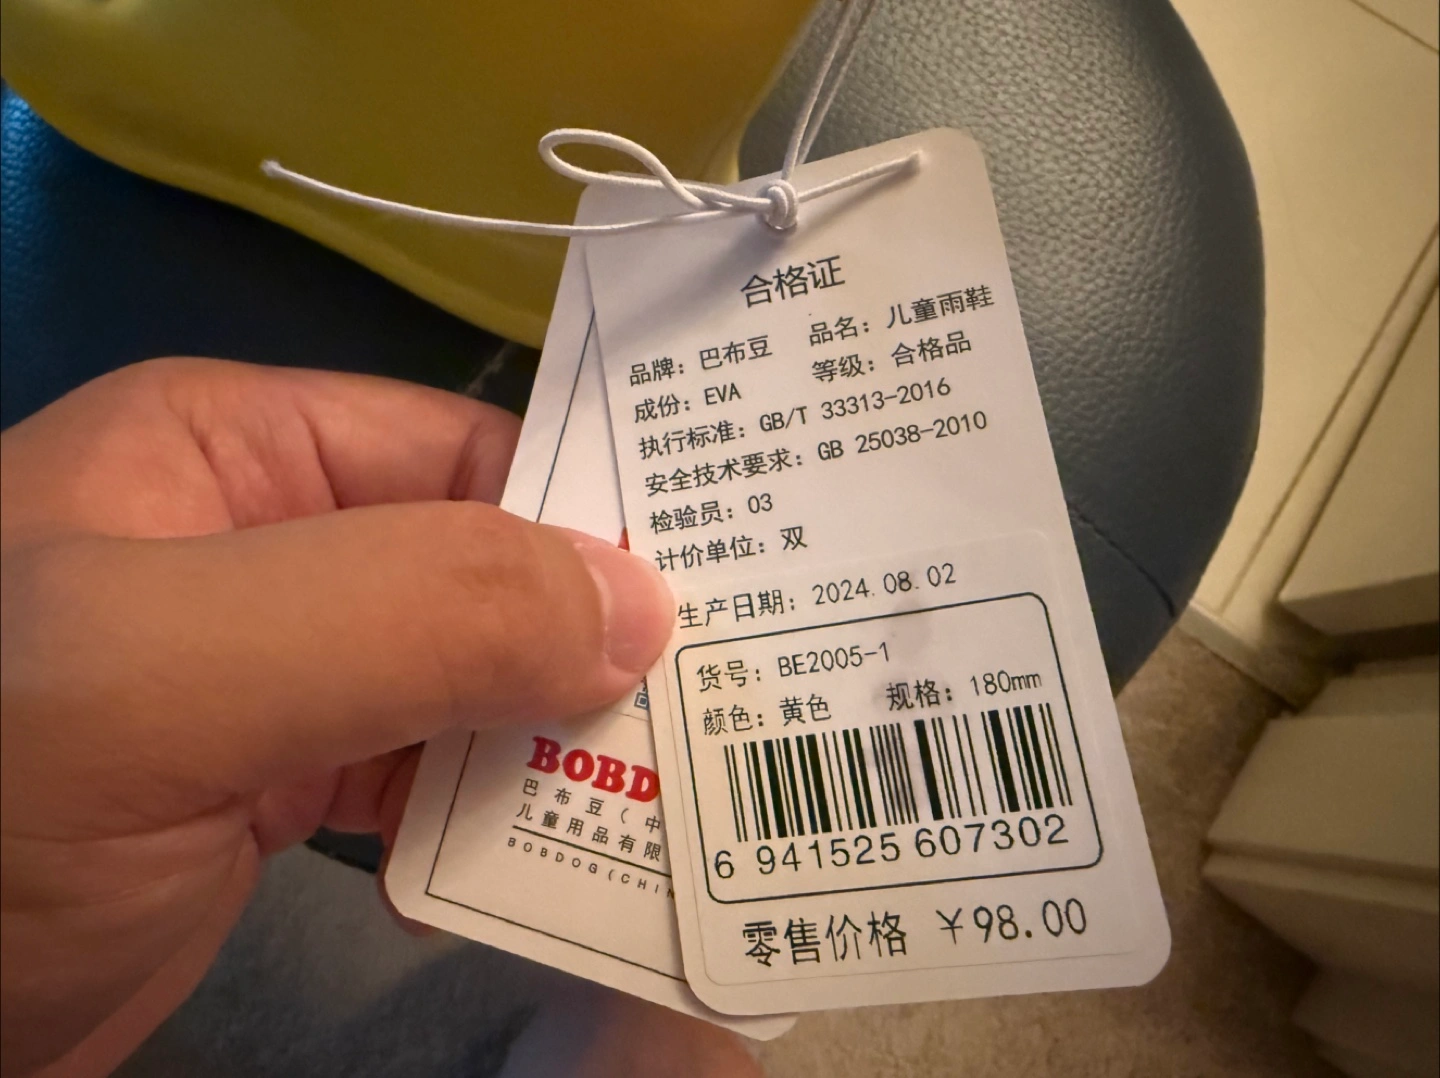 合格证
品牌：巴布豆 品名：儿童雨鞋
成份：EVA 等级：合格品
执行标准：GB/T 33313-2016
安全技术要求：GB 25038-2010
检验员：03
计价单位：双
生产日期：2024.08.02
货号：BE2005-1
颜色：黄色 规格：180mm
6 941525 607302
零售价格 ￥98.00
BOBD
巴布豆（中
儿童用品有限
BOBDOG(CHIN